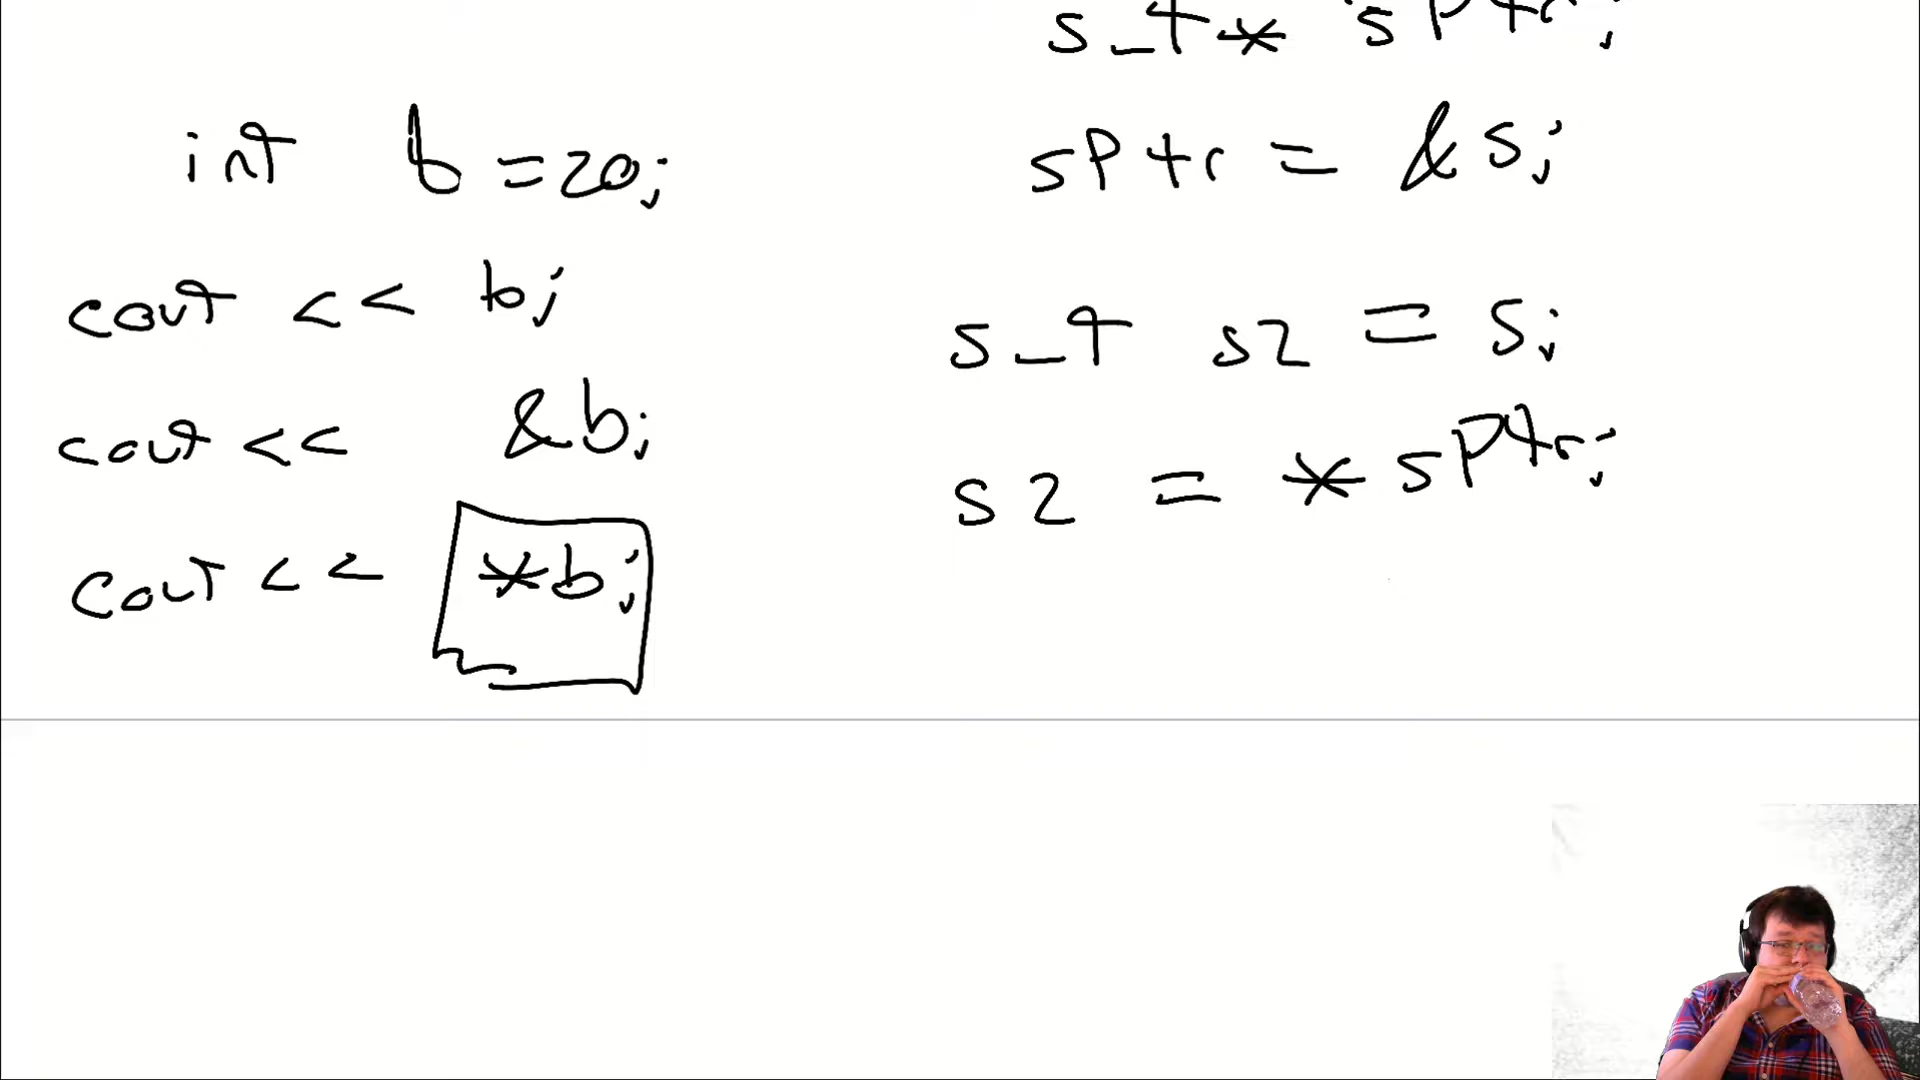 int b = 20;
cout << b;
cout << &b;
cout << *b;
s_t* sPtr;
sPtr = &s;
s_t s2 = s;
s2 = *sPtr;